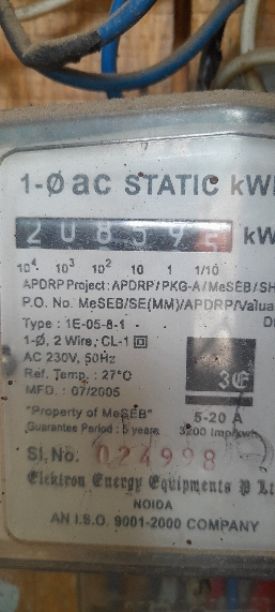 1-Ø ac STATIC kWh
208595 kW
10⁴ 10³ 10² 10 1 1/10
APDRP Project: APDRP/PKG-A/MeSEB/SH
P.O. No. MeSEB/SE(MM)/APDRP/Valua
Type : 1E-05-8-1
1-Ø, 2 Wire, CL-1
AC 230V, 50Hz
Ref. Temp. : 27°C
MFD. : 07/2005
"Property of MeSEB" 5-20 A
Guarantee Period : 5 years 3200 Imp/kwh
Sl. No. 024998
Elektron Energy Equipments P Lt
NOIDA
AN I.S.O. 9001-2000 COMPANY